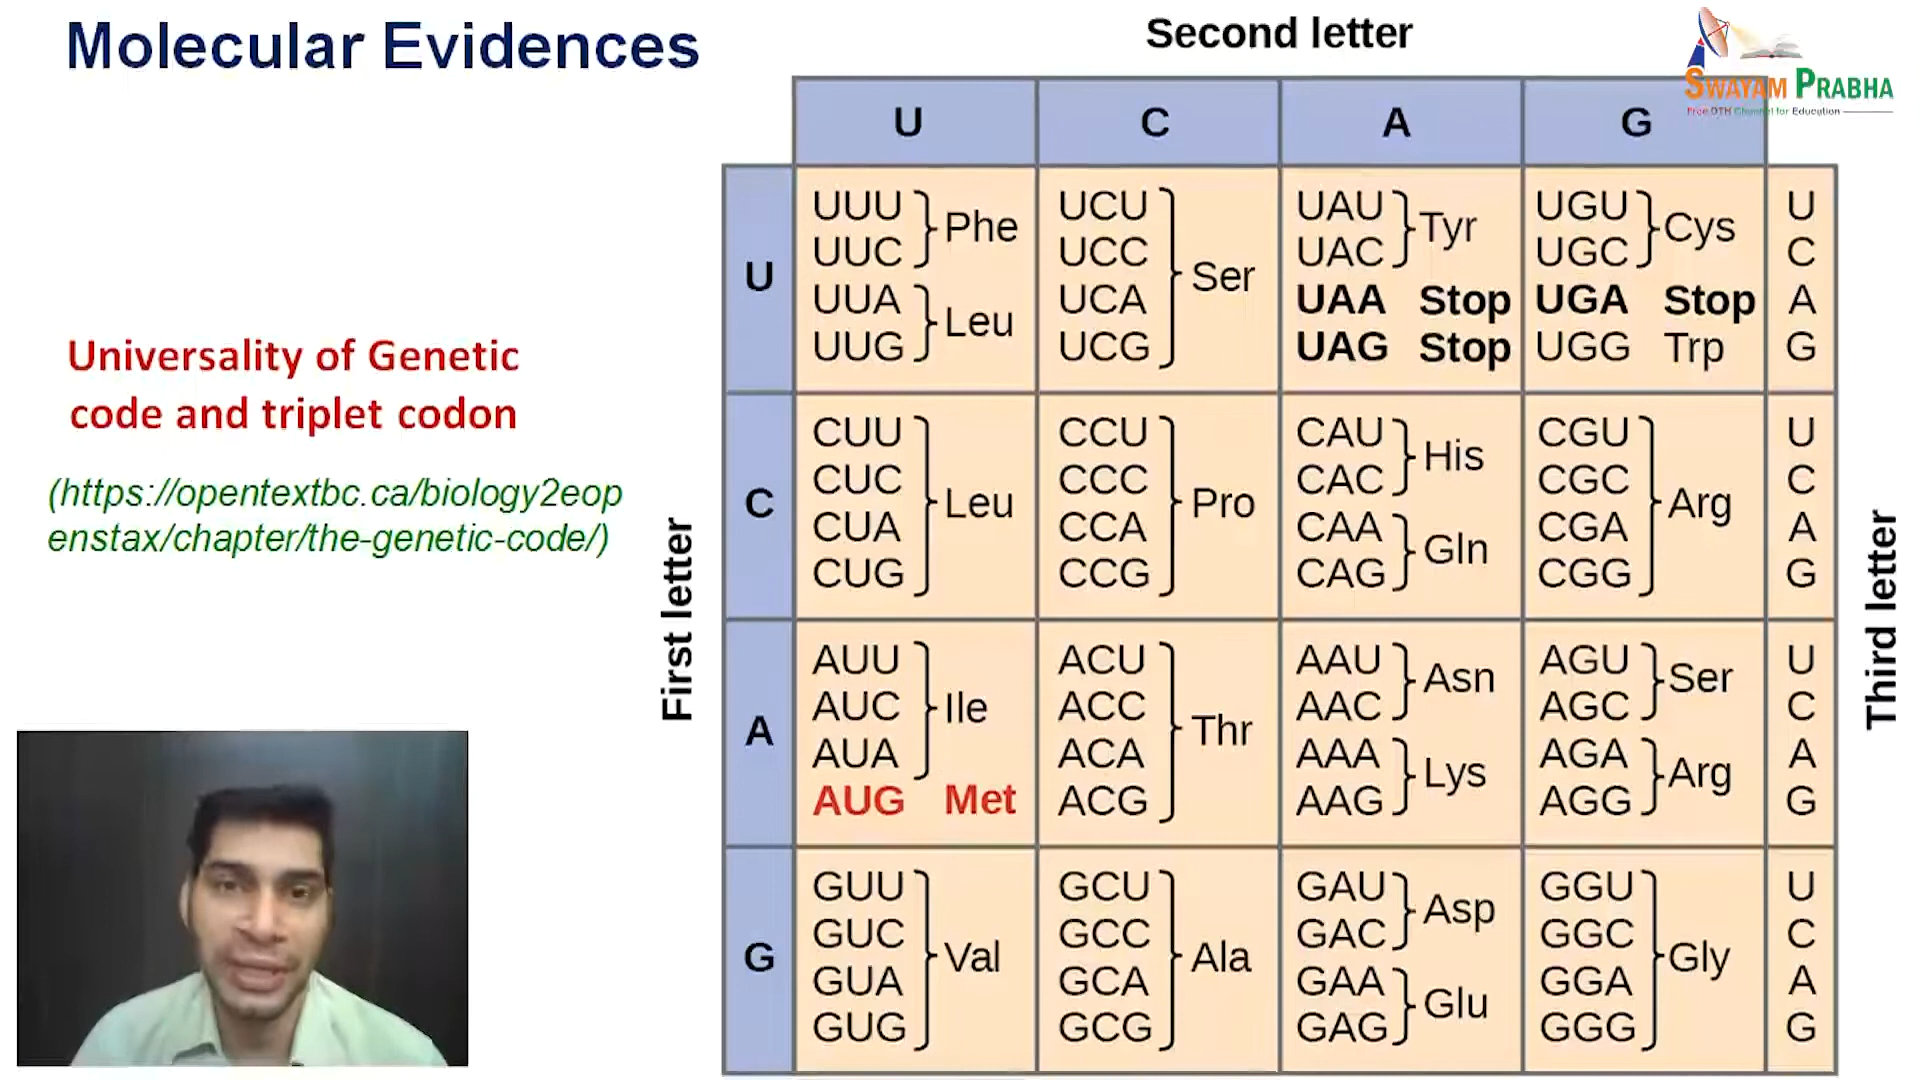 Molecular Evidences
Second letter
SWAYAM PRABHA
Free DTH Channel for Education
U C A G
Universality of Genetic
code and triplet codon
(https://opentextbc.ca/biology2eop
enstax/chapter/the-genetic-code/)
First letter
U
UUU
UUC
Phe
UUA
UUG
Leu
UCU
UCC
UCA
UCG
Ser
UAU
UAC
Tyr
UAA Stop
UAG Stop
UGU
UGC
Cys
UGA Stop
UGG Trp
U
C
A
G
C
CUU
CUC
CUA
CUG
Leu
CCU
CCC
CCA
CCG
Pro
CAU
CAC
His
CAA
CAG
Gln
CGU
CGC
CGA
CGG
Arg
U
C
A
G
A
AUU
AUC
AUA
Ile
AUG Met
ACU
ACC
ACA
ACG
Thr
AAU
AAC
Asn
AAA
AAG
Lys
AGU
AGC
Ser
AGA
AGG
Arg
U
C
A
G
G
GUU
GUC
GUA
GUG
Val
GCU
GCC
GCA
GCG
Ala
GAU
GAC
Asp
GAA
GAG
Glu
GGU
GGC
GGA
GGG
Gly
U
C
A
G
Third letter